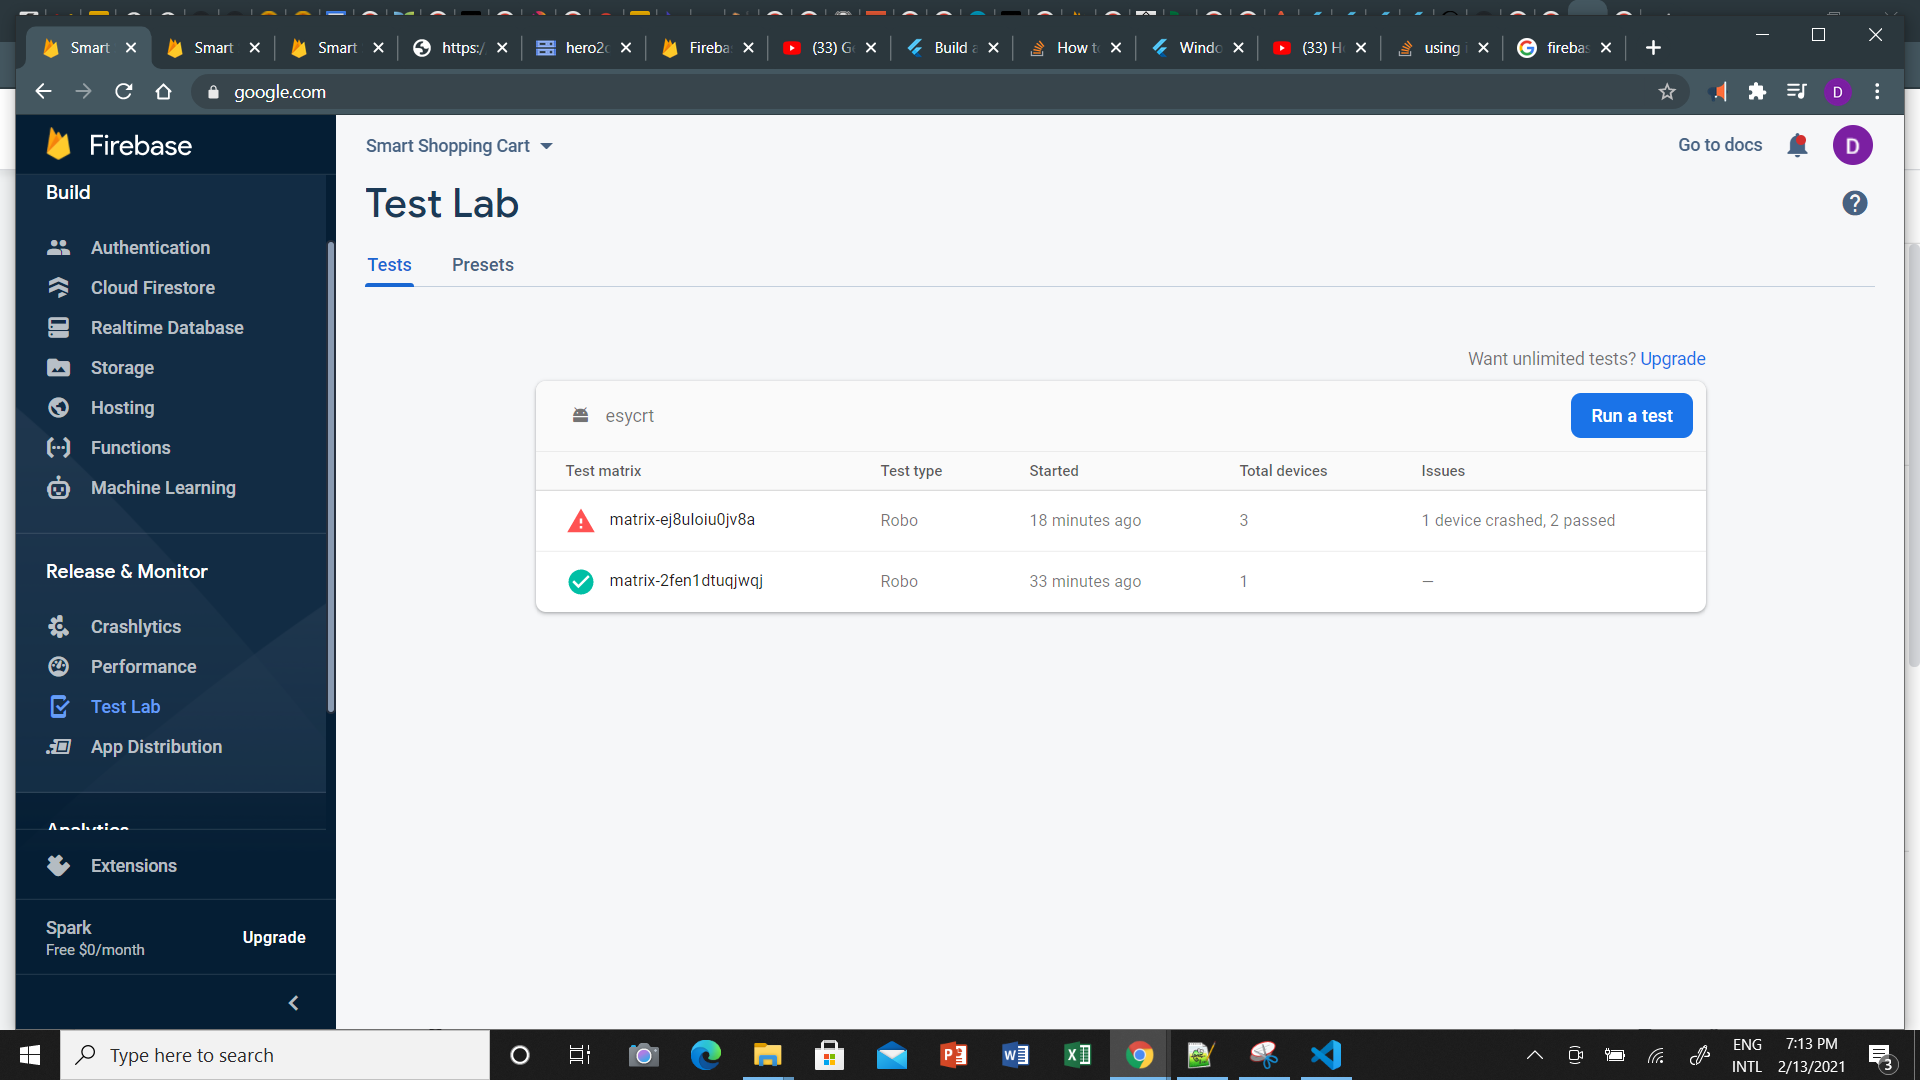 Smart
Smart
Smart
https:/
hero2
Fireba
(33) G
Build a
How t
Windo
(33) H
using
firebas
google.com
D
Firebase
Build
Authentication
Cloud Firestore
Realtime Database
Storage
Hosting
Functions
Machine Learning
Release & Monitor
Crashlytics
Performance
Test Lab
App Distribution
Analytics
Extensions
Spark
Free $0/month
Upgrade
Smart Shopping Cart
Go to docs
D
Test Lab
Tests
Presets
Want unlimited tests? Upgrade
esycrt
Run a test
Test matrix Test type Started Total devices Issues
matrix-ej8uloiu0jv8a Robo 18 minutes ago 3 1 device crashed, 2 passed
matrix-2fen1dtuqjwqj Robo 33 minutes ago 1 —
Type here to search
ENG
INTL
7:13 PM
2/13/2021
3